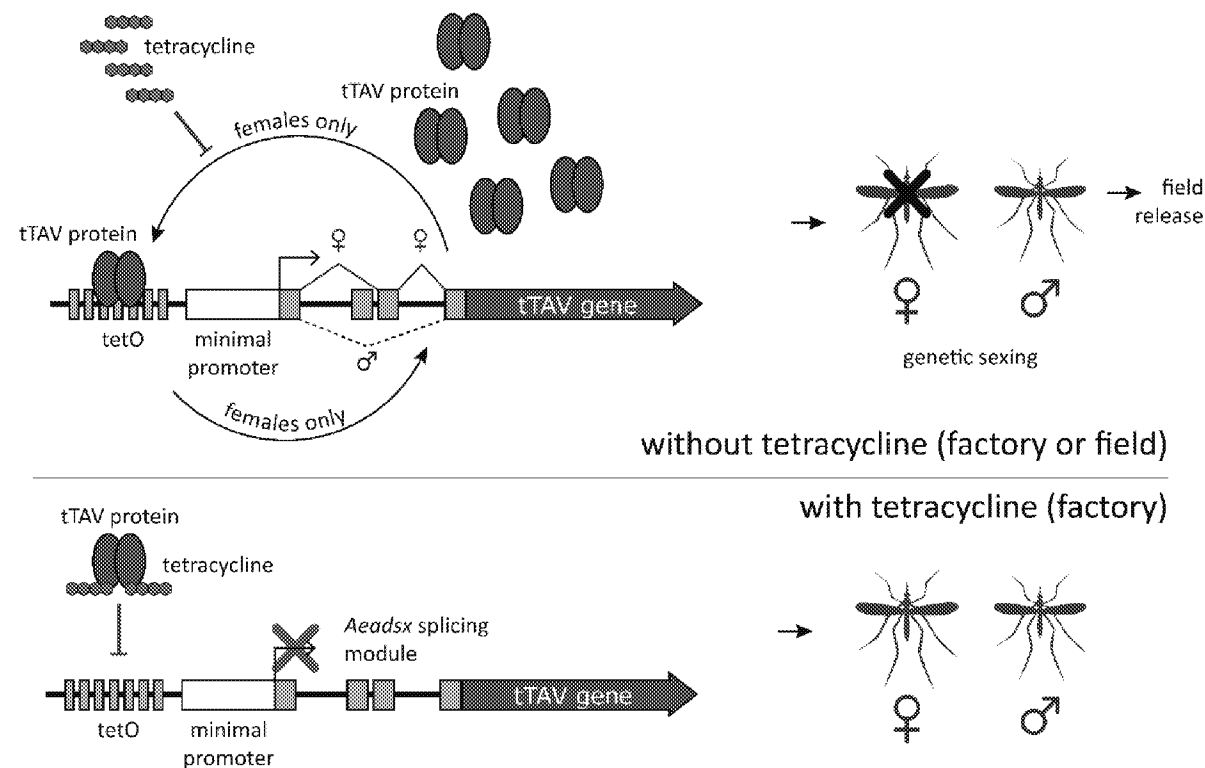 tetracycline
tTAV protein
females only
tTAV protein
♀
♀
tTAV gene
tetO
minimal
promoter
♂
females only
field
release
♀
♂
genetic sexing
without tetracycline (factory or field)
with tetracycline (factory)
tTAV protein
tetracycline
Aeadsx splicing
module
tTAV gene
tetO
minimal
promoter
♀
♂